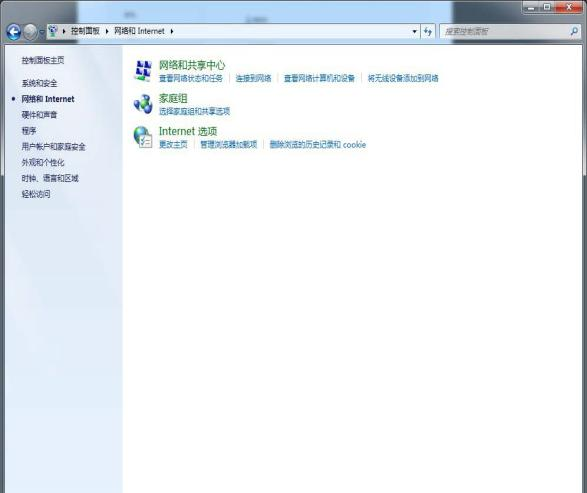 控制面板 ▸ 网络和 Internet ▸
搜索控制面板
控制面板主页
系统和安全
网络和 Internet
硬件和声音
程序
用户帐户和家庭安全
外观和个性化
时钟、语言和区域
轻松访问
网络和共享中心
查看网络状态和任务 | 连接到网络 | 查看网络计算机和设备 | 将无线设备添加到网络
家庭组
选择家庭组和共享选项
Internet 选项
更改主页 | 管理浏览器加载项 | 删除浏览的历史记录和 cookie